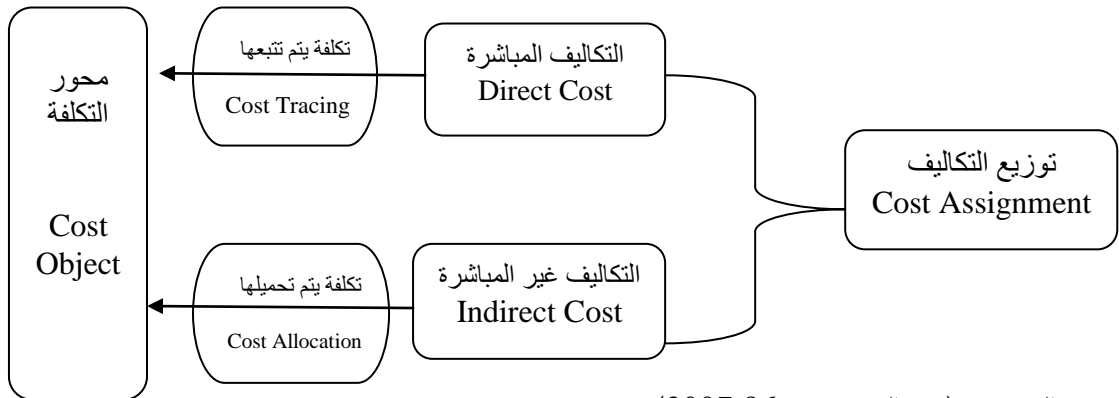 توزيع التكاليف
Cost Assignment
التكاليف المباشرة
Direct Cost
تكلفة يتم تتبعها
Cost Tracing
التكاليف غير المباشرة
Indirect Cost
تكلفة يتم تحميلها
Cost Allocation
محور
التكلفة
Cost
Object